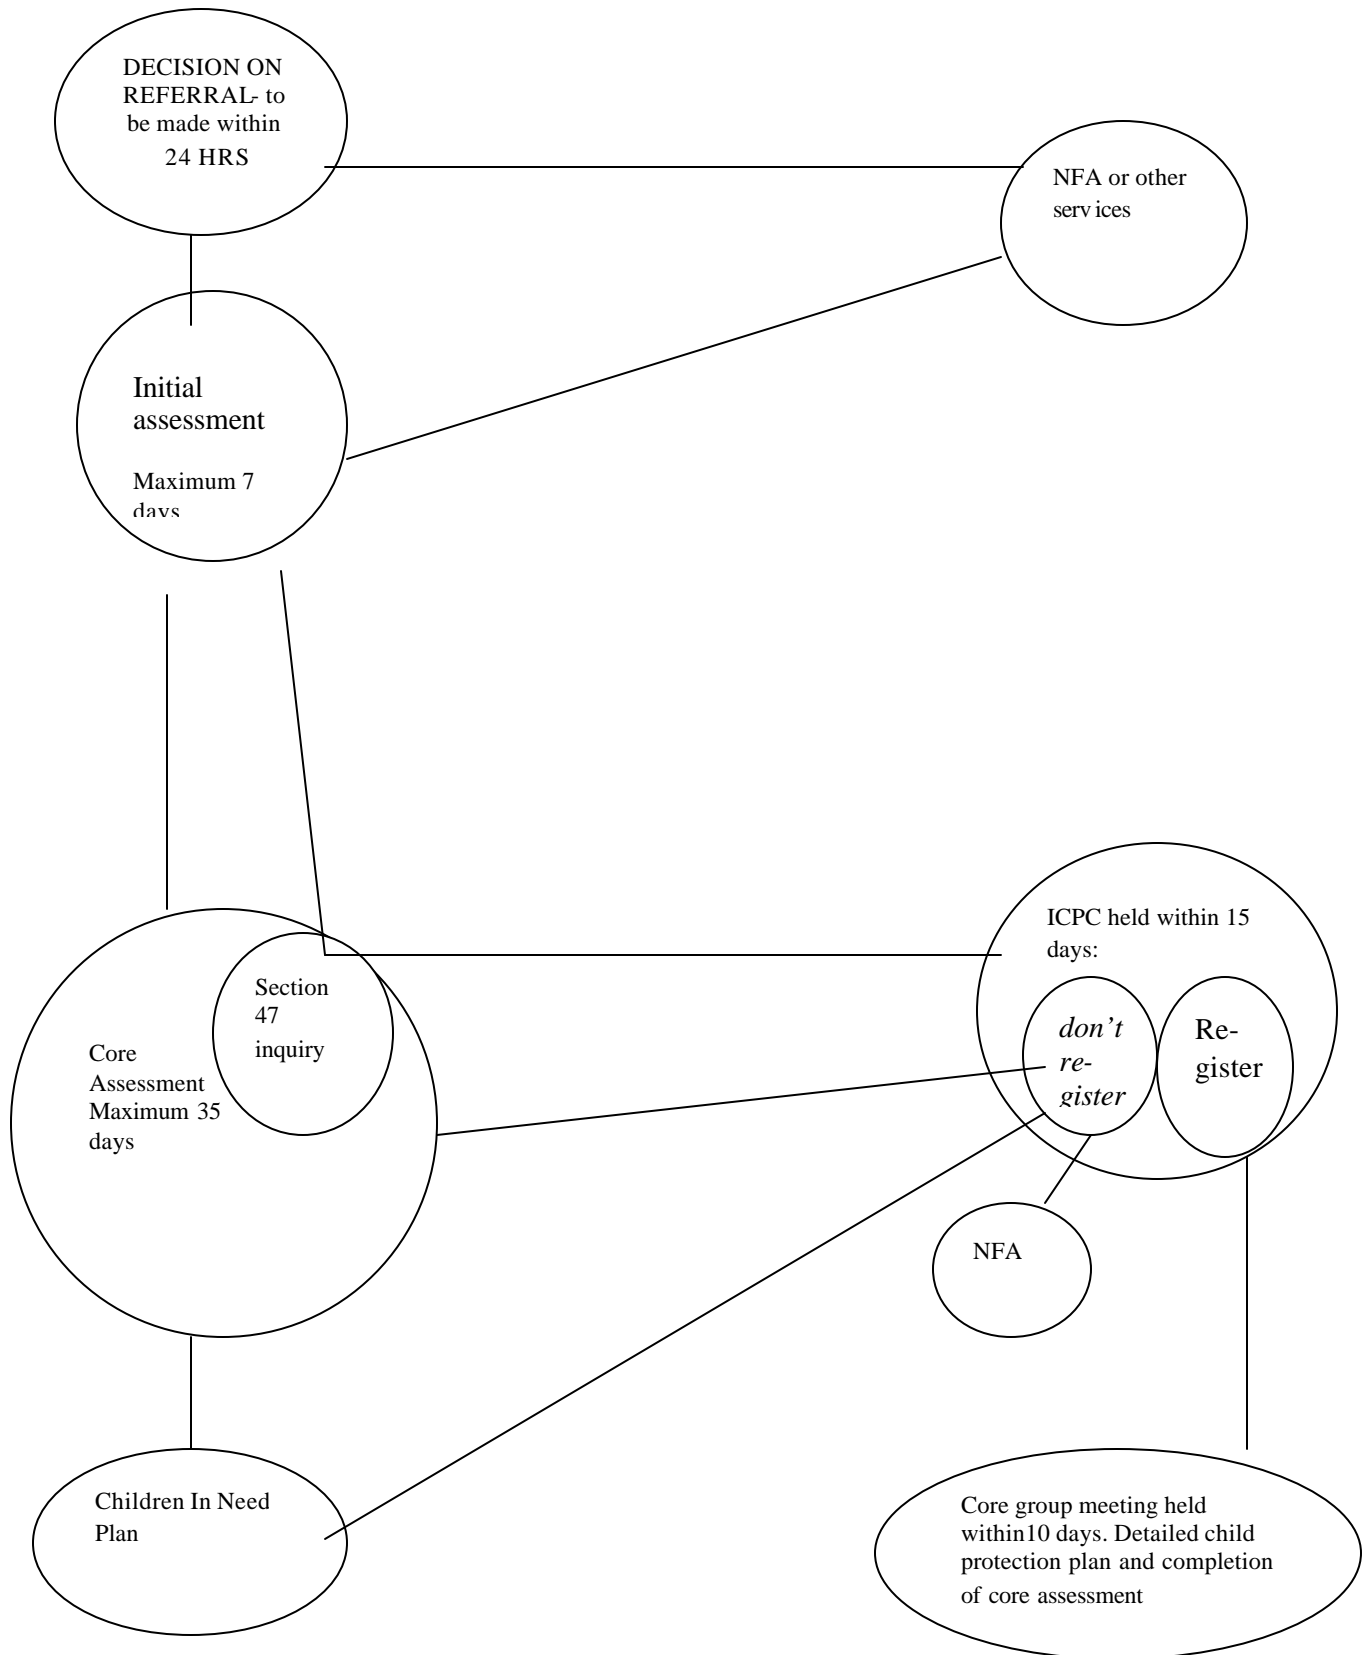 DECISION ON
REFERRAL- to
be made within
24 HRS
NFA or other
services
Initial
assessment
Maximum 7
days
ICPC held within 15
days:
Section
47
inquiry
don't
re-
gister
Re-
gister
Core
Assessment
Maximum 35
days
NFA
Children In Need
Plan
Core group meeting held
within10 days. Detailed child
protection plan and completion
of core assessment